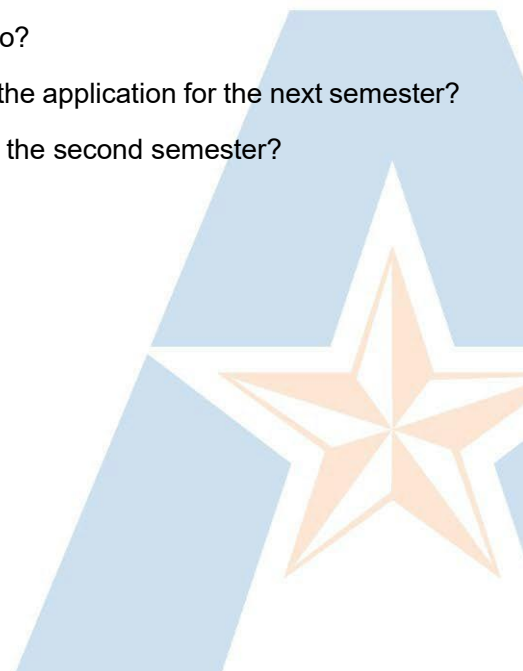 o?
the application for the next semester?
the second semester?